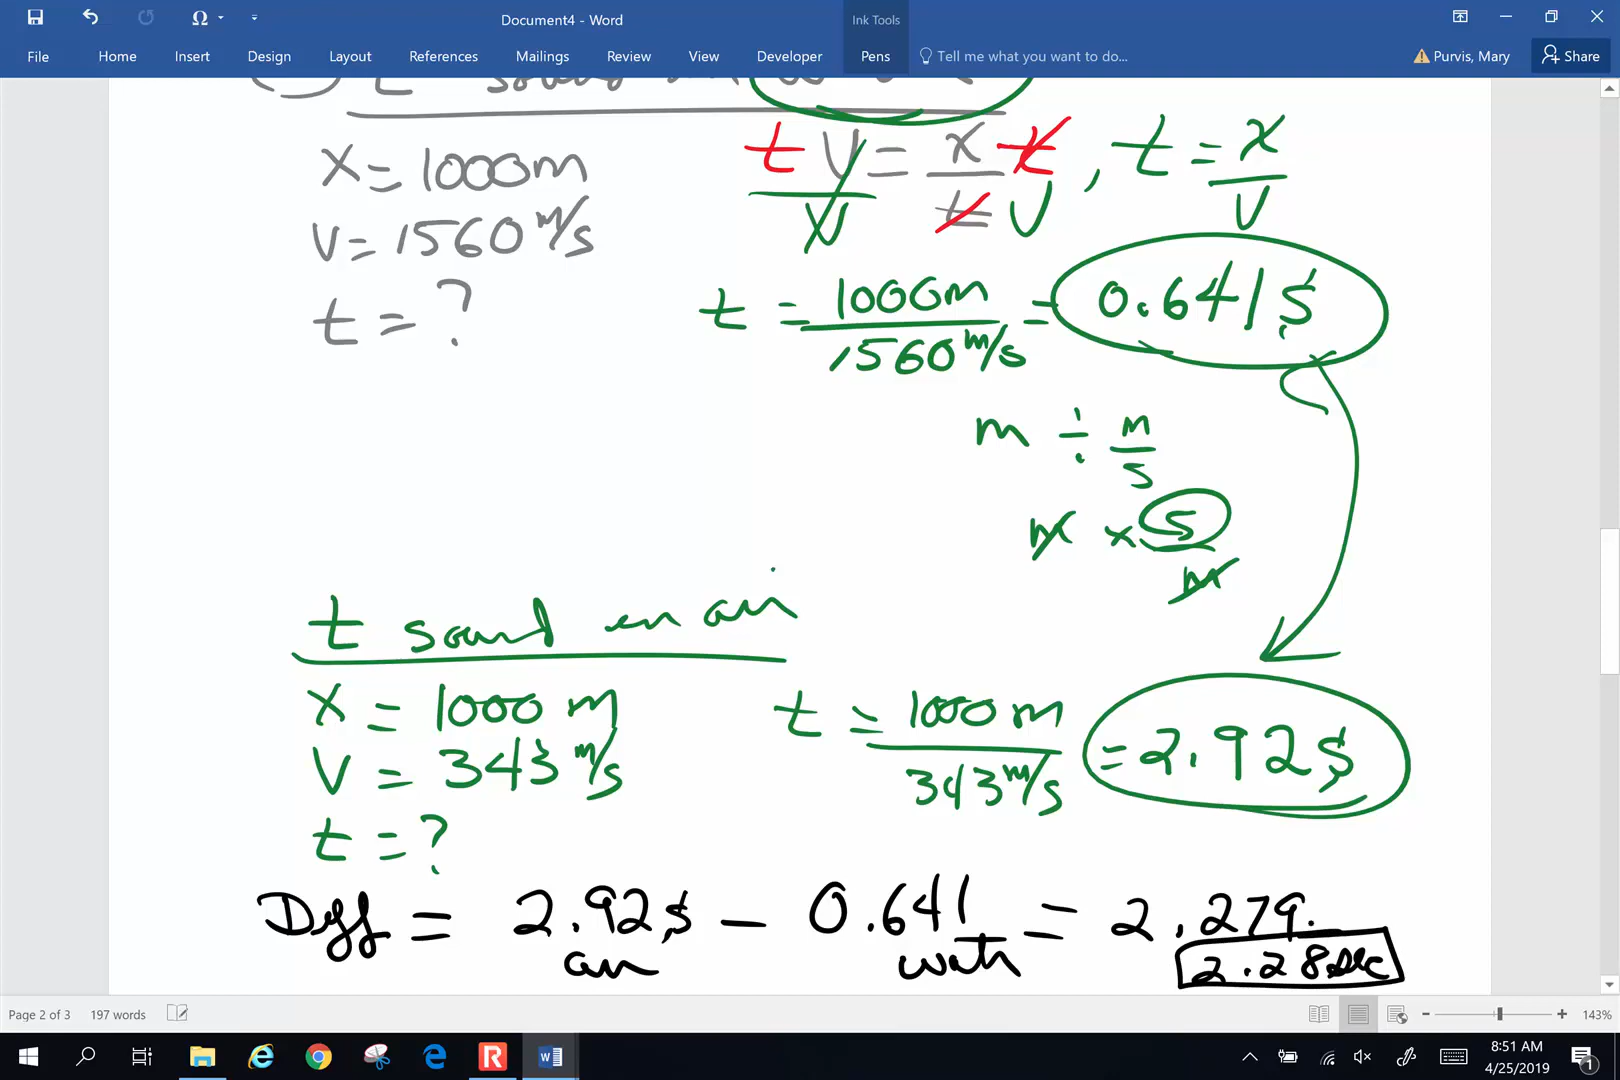 Document4 - Word
Ink Tools
File Home Insert Design Layout References Mailings Review View Developer Pens Tell me what you want to do... Purvis, Mary Share
t sound
x = 1000m
t V = x t , t = x
V t V V
V = 1560 m/s
t = ?
t = 1000m = 0.641 s
1560 m/s
m ÷ m
s
m × s
m
t sound in air
x = 1000 m
t = 1000 m = 2.92 s
343 m/s
V = 343 m/s
t = ?
Diff = 2.92 s - 0.641 = 2.279
air water 2.28 sec
Page 2 of 3 197 words 143%
8:51 AM
4/25/2019
1